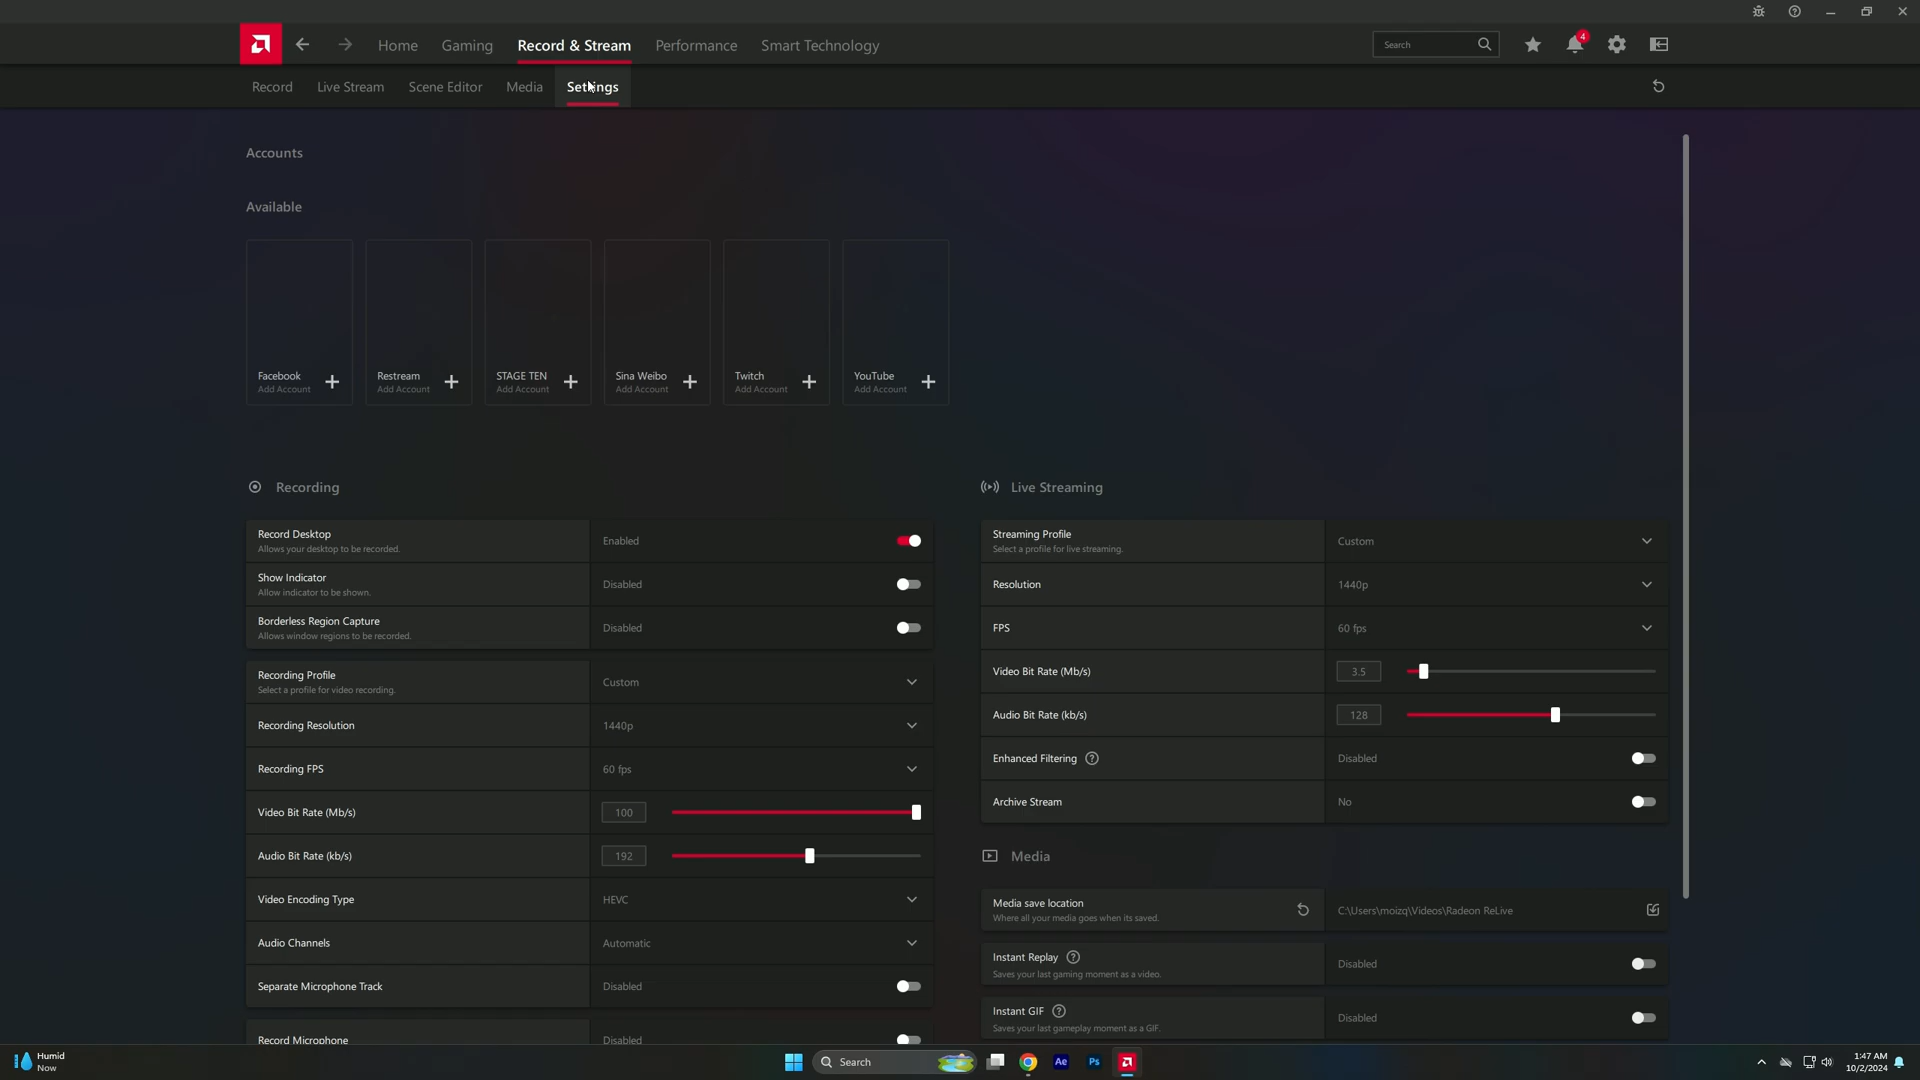 Home
Gaming
Record & Stream
Performance
Smart Technology
Search
4
Record
Live Stream
Scene Editor
Media
Settings
Accounts
Available
Facebook
Add Account
Restream
Add Account
STAGE TEN
Add Account
Sina Weibo
Add Account
Twitch
Add Account
YouTube
Add Account
Recording
Record Desktop
Allows your desktop to be recorded.
Enabled
Show Indicator
Allow indicator to be shown.
Disabled
Borderless Region Capture
Allows window regions to be recorded.
Disabled
Recording Profile
Select a profile for video recording.
Custom
Recording Resolution
1440p
Recording FPS
60 fps
Video Bit Rate (Mb/s)
100
Audio Bit Rate (kb/s)
192
Video Encoding Type
HEVC
Audio Channels
Automatic
Separate Microphone Track
Disabled
Record Microphone
Disabled
Live Streaming
Streaming Profile
Select a profile for live streaming.
Custom
Resolution
1440p
FPS
60 fps
Video Bit Rate (Mb/s)
3.5
Audio Bit Rate (kb/s)
128
Enhanced Filtering
Disabled
Archive Stream
No
Media
Media save location
Where all your media goes when its saved.
C:\Users\moizq\Videos\Radeon ReLive
Instant Replay
Saves your last gaming moment as a video.
Disabled
Instant GIF
Saves your last gameplay moment as a GIF.
Disabled
Humid
Now
Search
Ae
Ps
1:47 AM
10/2/2024